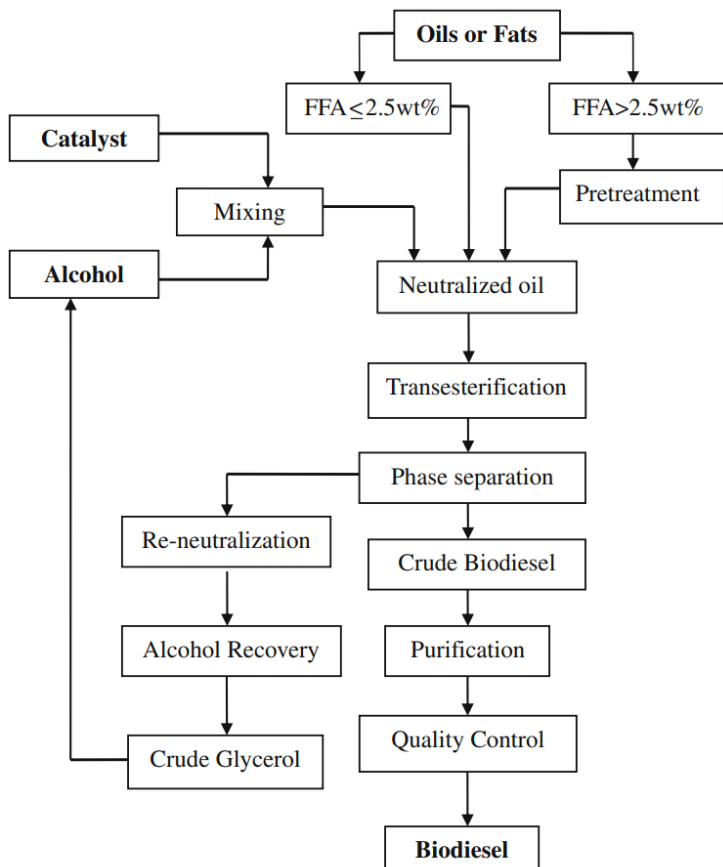 Oils or Fats
FFA≤2.5wt%
FFA>2.5wt%
Catalyst
Pretreatment
Mixing
Alcohol
Neutralized oil
Transesterification
Phase separation
Re-neutralization
Crude Biodiesel
Alcohol Recovery
Purification
Quality Control
Crude Glycerol
Biodiesel